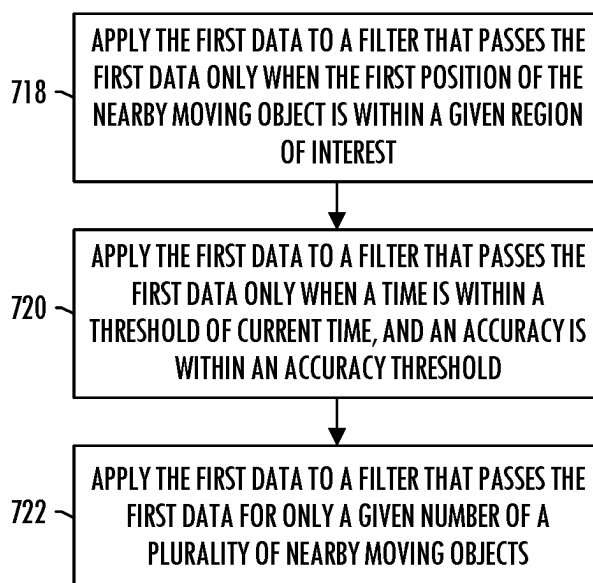 APPLY THE FIRST DATA TO A FILTER THAT PASSES THE
FIRST DATA ONLY WHEN THE FIRST POSITION OF THE
NEARBY MOVING OBJECT IS WITHIN A GIVEN REGION
OF INTEREST
718
APPLY THE FIRST DATA TO A FILTER THAT PASSES THE
FIRST DATA ONLY WHEN A TIME IS WITHIN A
THRESHOLD OF CURRENT TIME, AND AN ACCURACY IS
WITHIN AN ACCURACY THRESHOLD
720
APPLY THE FIRST DATA TO A FILTER THAT PASSES THE
FIRST DATA FOR ONLY A GIVEN NUMBER OF A
PLURALITY OF NEARBY MOVING OBJECTS
722